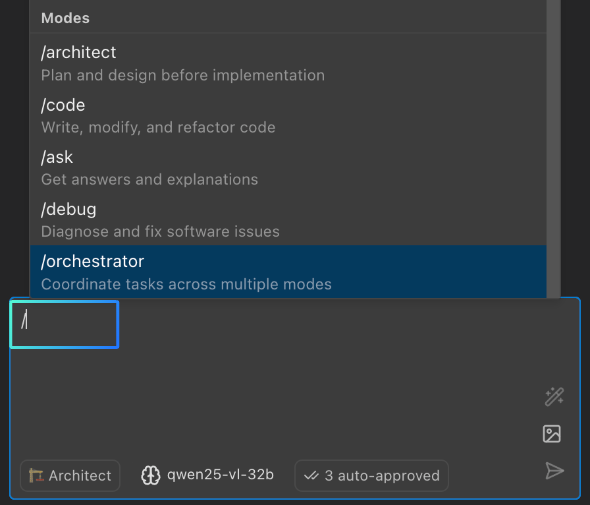 Modes
/architect
Plan and design before implementation
/code
Write, modify, and refactor code
/ask
Get answers and explanations
/debug
Diagnose and fix software issues
/orchestrator
Coordinate tasks across multiple modes
/
Architect qwen25-vl-32b 3 auto-approved